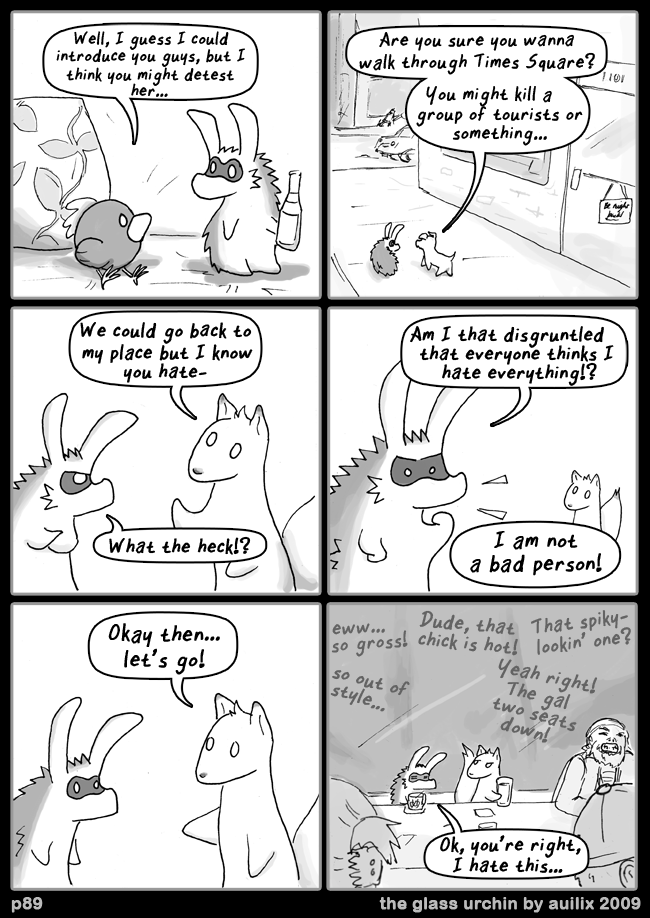 Well, I guess I could
introduce you guys, but I
think you might detest
her...
Are you sure you wanna
walk through Times Square?
You might kill a
group of tourists or
something...
Be right
back!
We could go back to
my place but I know
you hate-
What the heck!?
Am I that disgruntled
that everyone thinks I
hate everything!?
I am not
a bad person!
Okay then...
let's go!
eww...
so gross!
Dude, that
chick is hot!
That spiky-
lookin' one?
so out of
style...
Yeah right!
The gal
two seats
down!
Ok, you're right,
I hate this...
p89
the glass urchin by auilix 2009